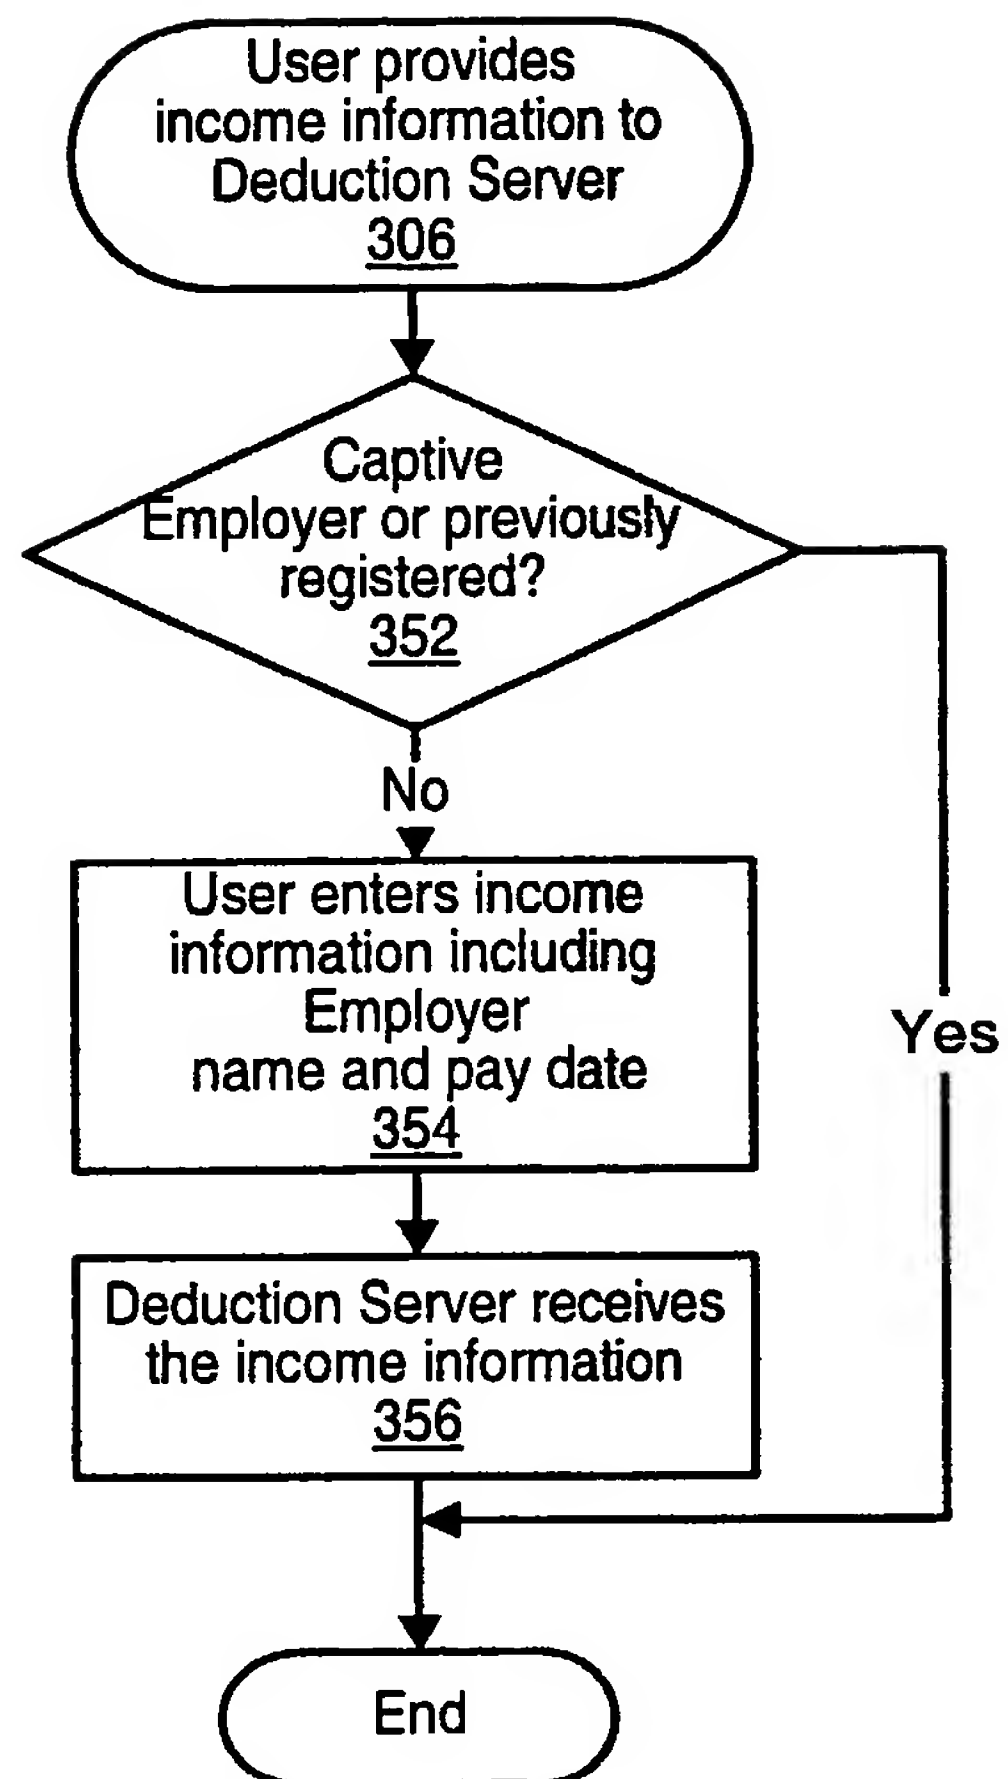 User provides
income information to
Deduction Server
306
Captive
Employer or previously
registered?
352
No
User enters income
information including
Employer
name and pay date
354
Yes
Deduction Server receives
the income information
356
End